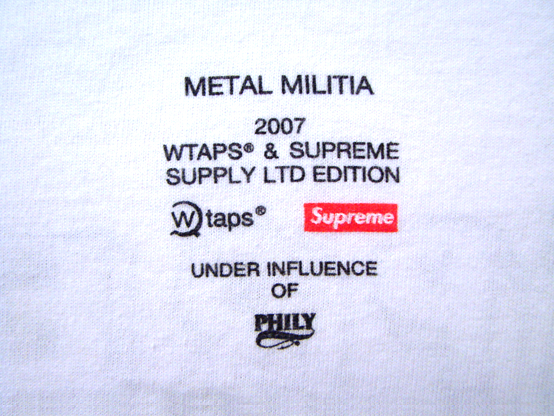 METAL MILITIA
2007
WTAPS® & SUPREME
SUPPLY LTD EDITION
Wtaps® Supreme
UNDER INFLUENCE
OF
PHILY